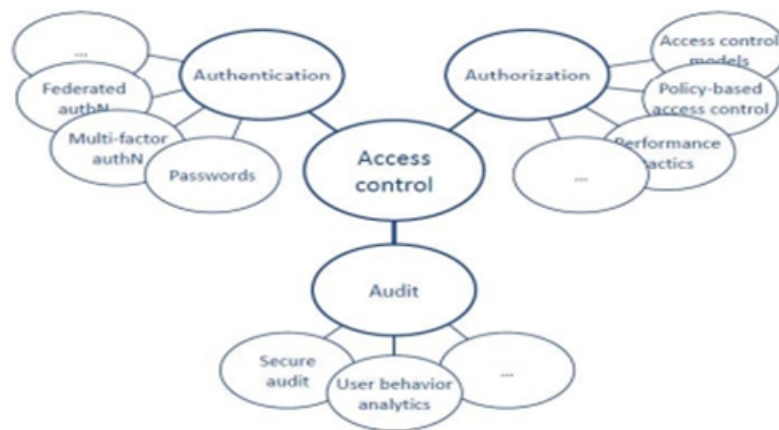 ...
Federated
authN
Multi-factor
authN
Passwords
Authentication
Access
control
Authorization
Access control
models
Policy-based
access control
Performance
tactics
...
Audit
Secure
audit
User behavior
analytics
...